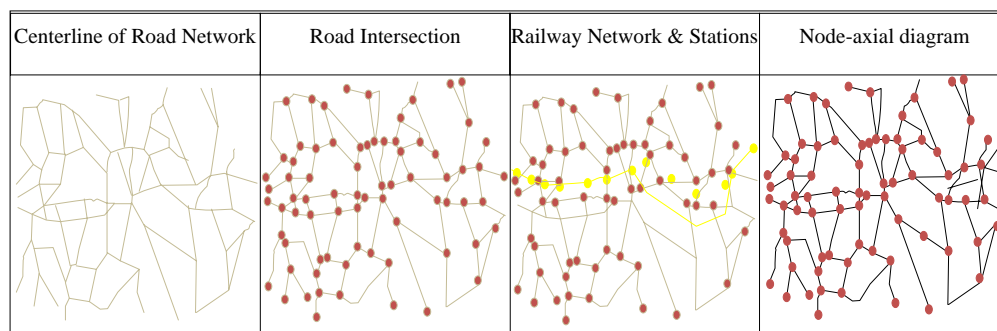 Centerline of Road Network
Road Intersection
Railway Network & Stations
Node-axial diagram